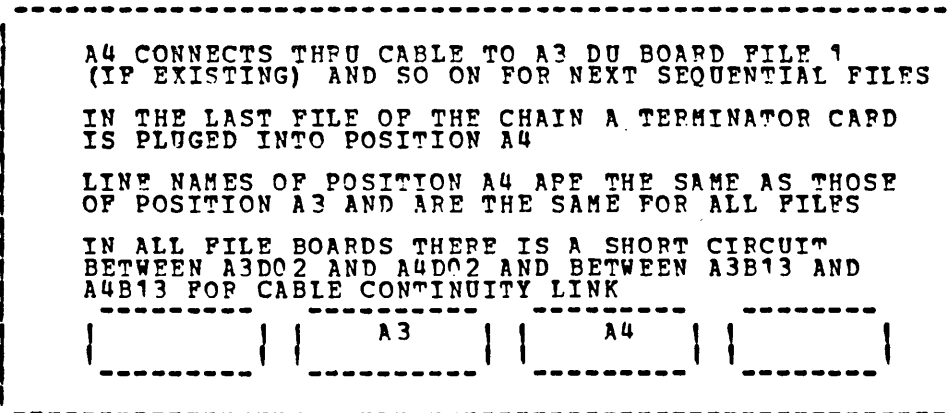 A4 CONNECTS THRU CABLE TO A3 DU BOARD FILE 1
(IF EXISTING) AND SO ON FOR NEXT SEQUENTIAL FILES
IN THE LAST FILE OF THE CHAIN A TERMINATOR CARD
IS PLUGED INTO POSITION A4
LINE NAMES OF POSITION A4 ARE THE SAME AS THOSE
OF POSITION A3 AND ARE THE SAME FOR ALL FILES
IN ALL FILE BOARDS THERE IS A SHORT CIRCUIT
BETWEEN A3D02 AND A4D02 AND BETWEEN A3B13 AND
A4B13 FOR CABLE CONTINUITY LINK
A3 A4